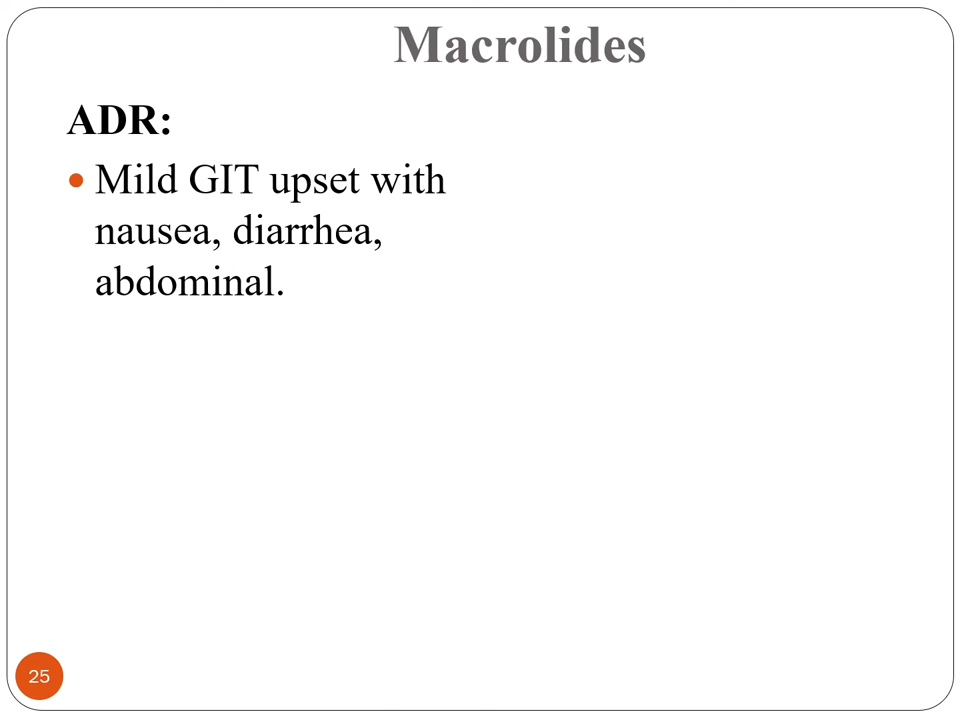 Macrolides
ADR:
• Mild GIT upset with
nausea, diarrhea,
abdominal.
25